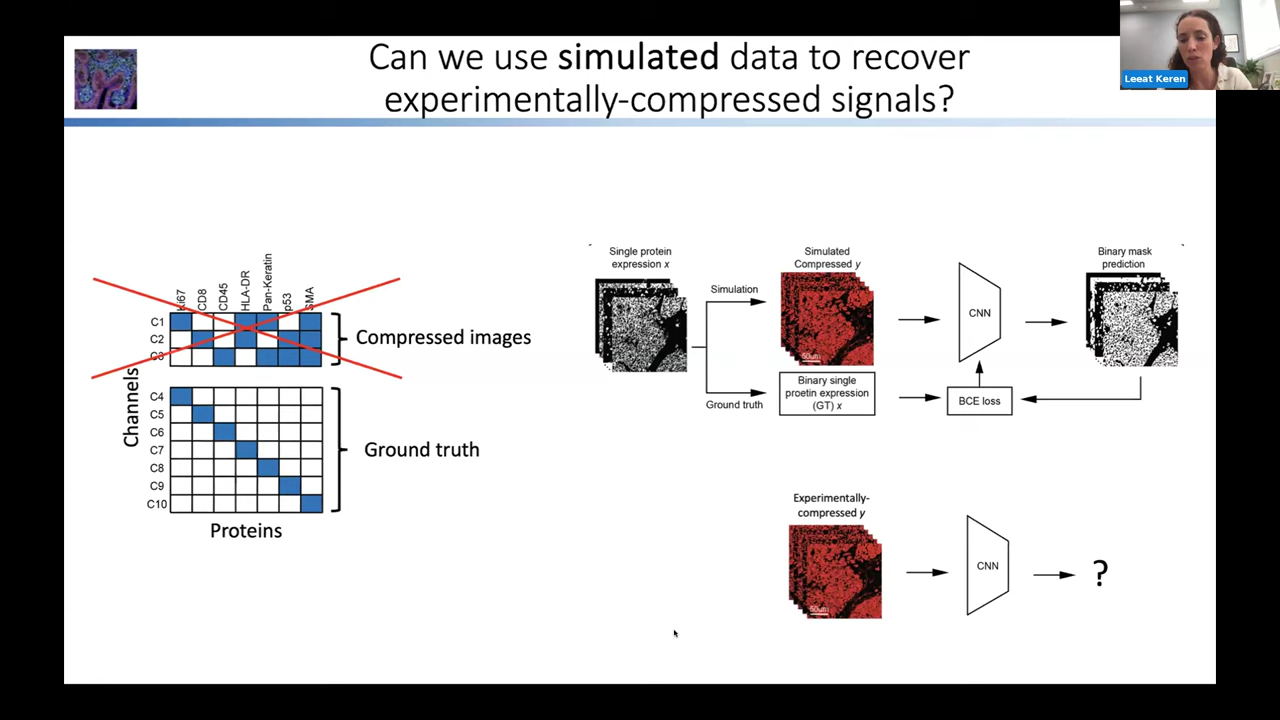 Can we use simulated data to recover
experimentally-compressed signals?
Leeat Keren
Ki67
CD8
CD45
HLA-DR
Pan-Keratin
p53
SMA
C1
C2
C3
Compressed images
Channels
C4
C5
C6
C7
C8
C9
C10
Ground truth
Proteins
Single protein
expression x
Simulation
Ground truth
Simulated
Compressed y
50um
Binary single
proetin expression
(GT) x
CNN
BCE loss
Binary mask
prediction
Experimentally-
compressed y
50um
CNN
?